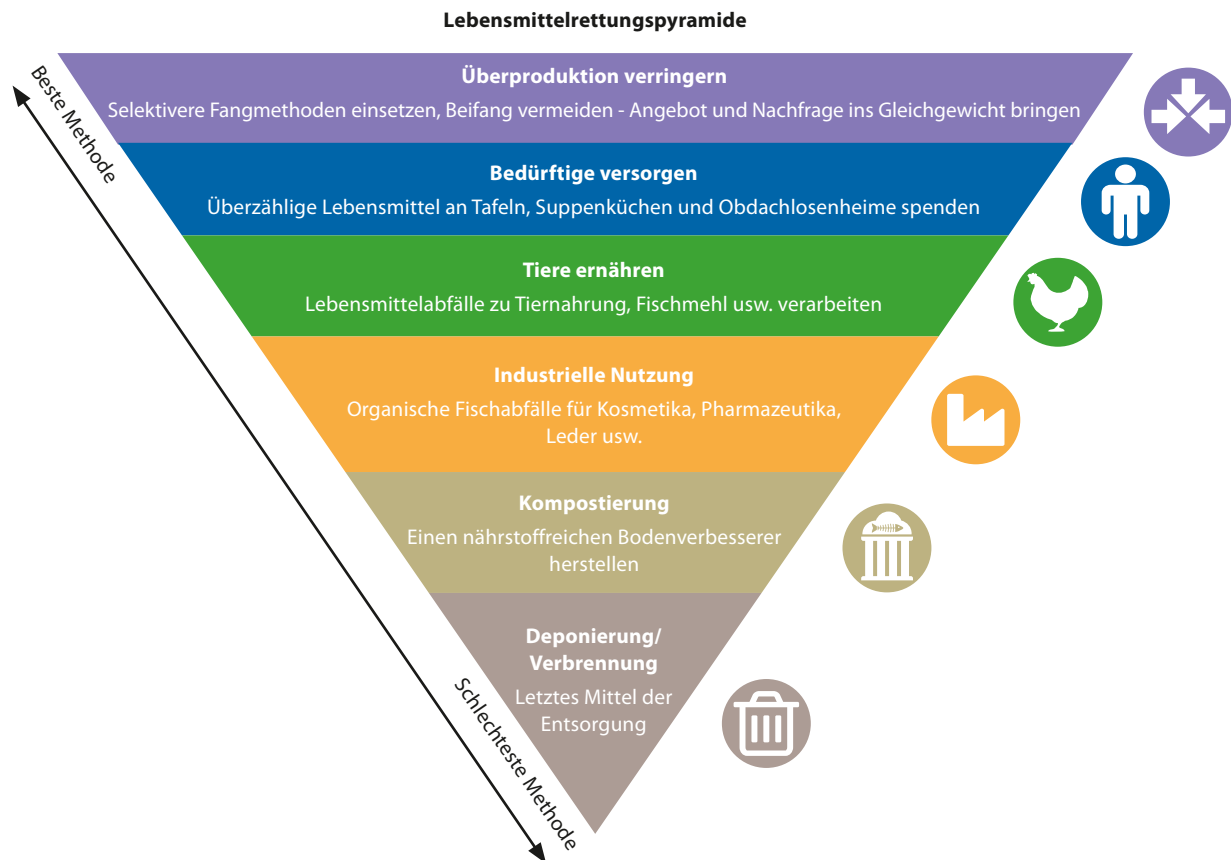 Lebensmittelrettungspyramide
Beste Methode
Überproduktion verringern
Selektivere Fangmethoden einsetzen, Beifang vermeiden - Angebot und Nachfrage ins Gleichgewicht bringen
Bedürftige versorgen
Überzählige Lebensmittel an Tafeln, Suppenküchen und Obdachlosenheime spenden
Tiere ernähren
Lebensmittelabfälle zu Tiernahrung, Fischmehl usw. verarbeiten
Industrielle Nutzung
Organische Fischabfälle für Kosmetika, Pharmazeutika,
Leder usw.
Kompostierung
Einen nährstoffreichen Bodenverbesserer
herstellen
Deponierung/
Verbrennung
Letztes Mittel der
Entsorgung
Schlechteste Methode